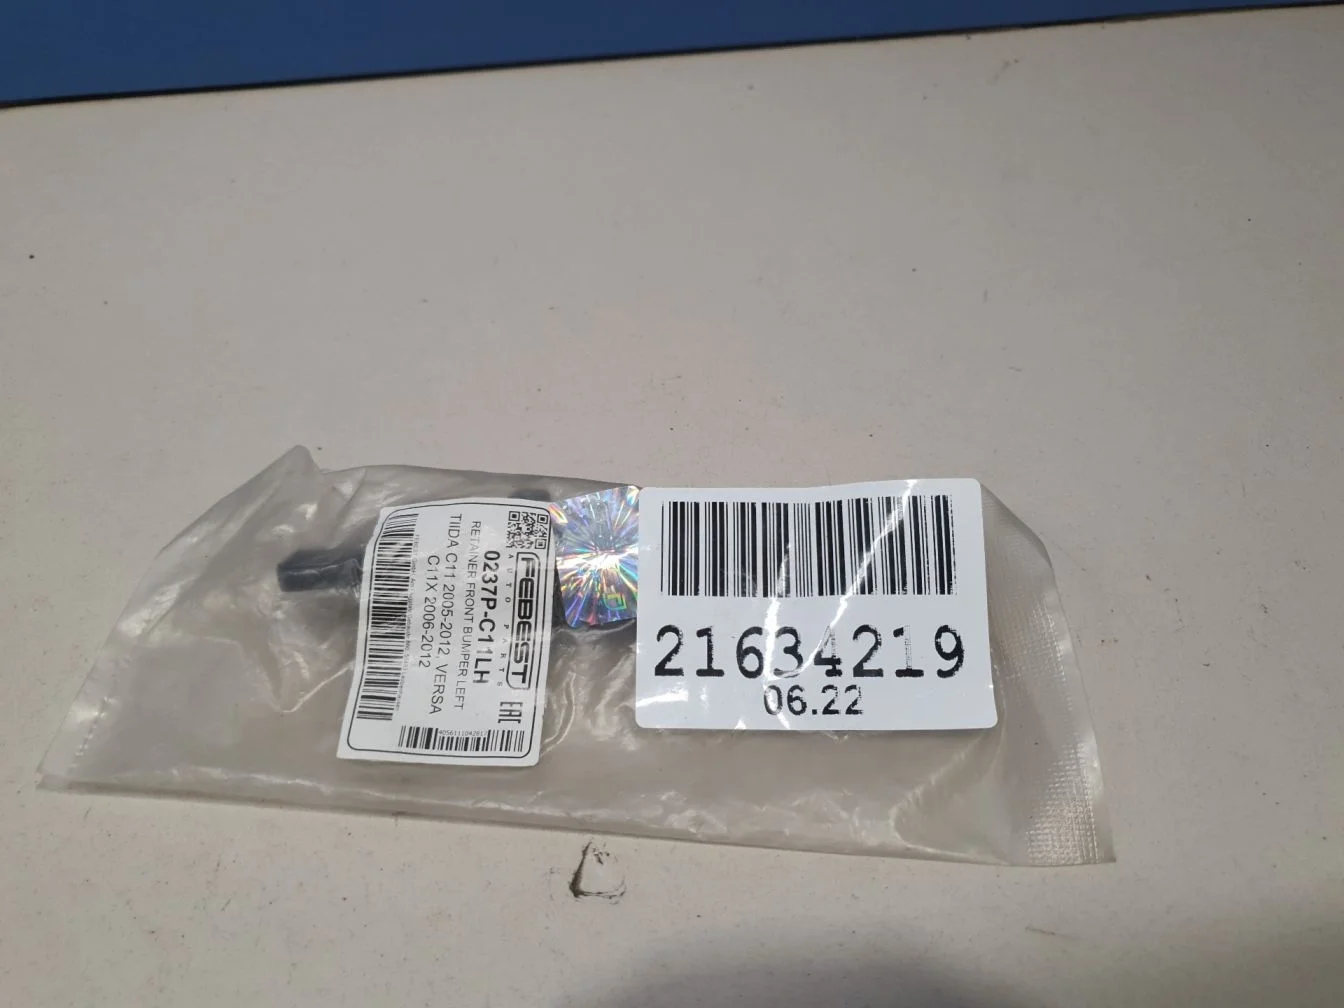 FEBEST
AUTO PARTS
0237P-C11LH
RETAINER FRONT BUMPER LEFT
TIIDA C11 2005-2012, VERSA
C11X 2006-2012
EAC
21634219
06.22